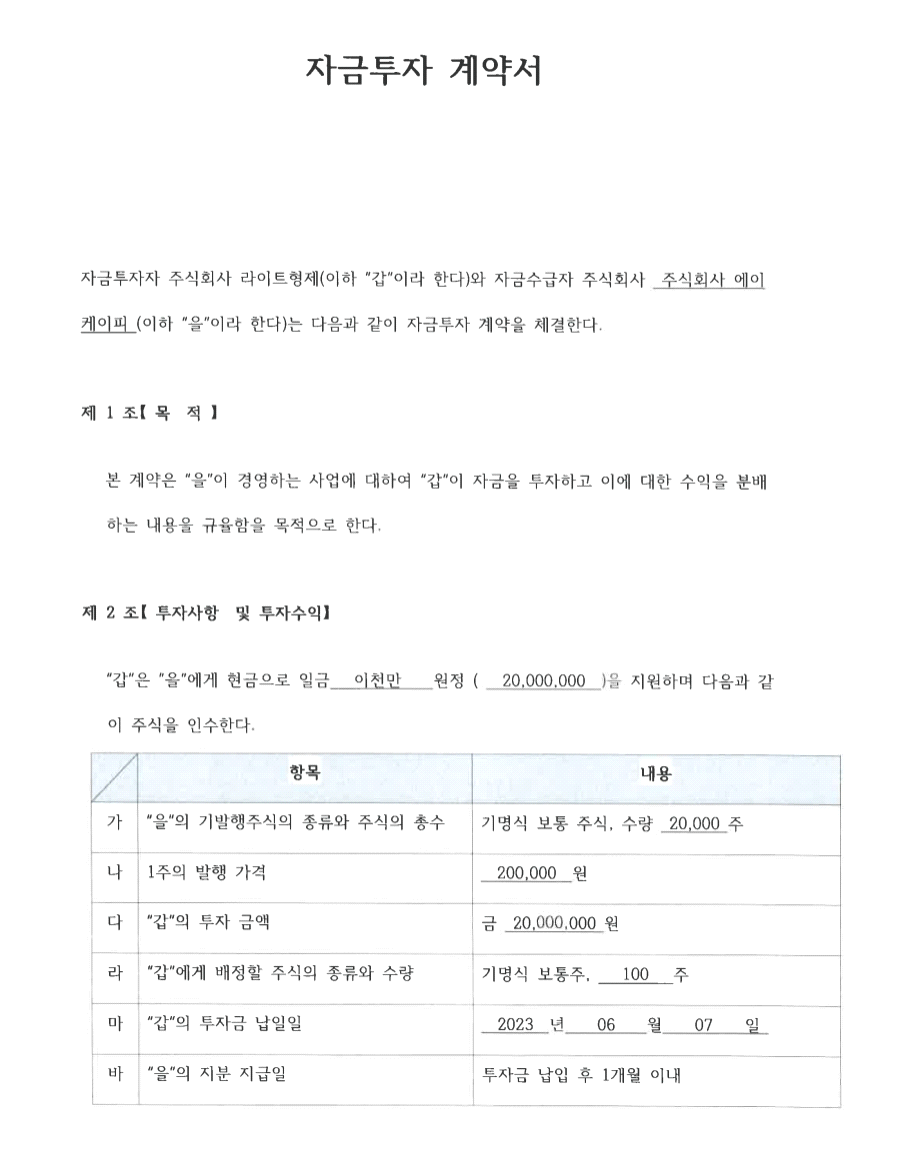 자금투자 계약서
자금투자자 주식회사 라이트형제(이하 "갑"이라 한다)와 자금수급자 주식회사 주식회사 에이
케이피 (이하 "을"이라 한다)는 다음과 같이 자금투자 계약을 체결한다.
제 1 조【 목 적 】
본 계약은 "을"이 경영하는 사업에 대하여 "갑"이 자금을 투자하고 이에 대한 수익을 분배
하는 내용을 규율함을 목적으로 한다.
제 2 조【 투자사항 및 투자수익】
"갑"은 "을"에게 현금으로 일금 이천만 원정 ( 20,000,000 )을 지원하며 다음과 같
이 주식을 인수한다.
항목 내용
가 "을"의 기발행주식의 종류와 주식의 총수 기명식 보통 주식, 수량 20,000 주
나 1주의 발행 가격 200,000 원
다 "갑"의 투자 금액 금 20,000,000 원
라 "갑"에게 배정할 주식의 종류와 수량 기명식 보통주, 100 주
마 "갑"의 투자금 납일일 2023 년 06 월 07 일
바 "을"의 지분 지급일 투자금 납입 후 1개월 이내